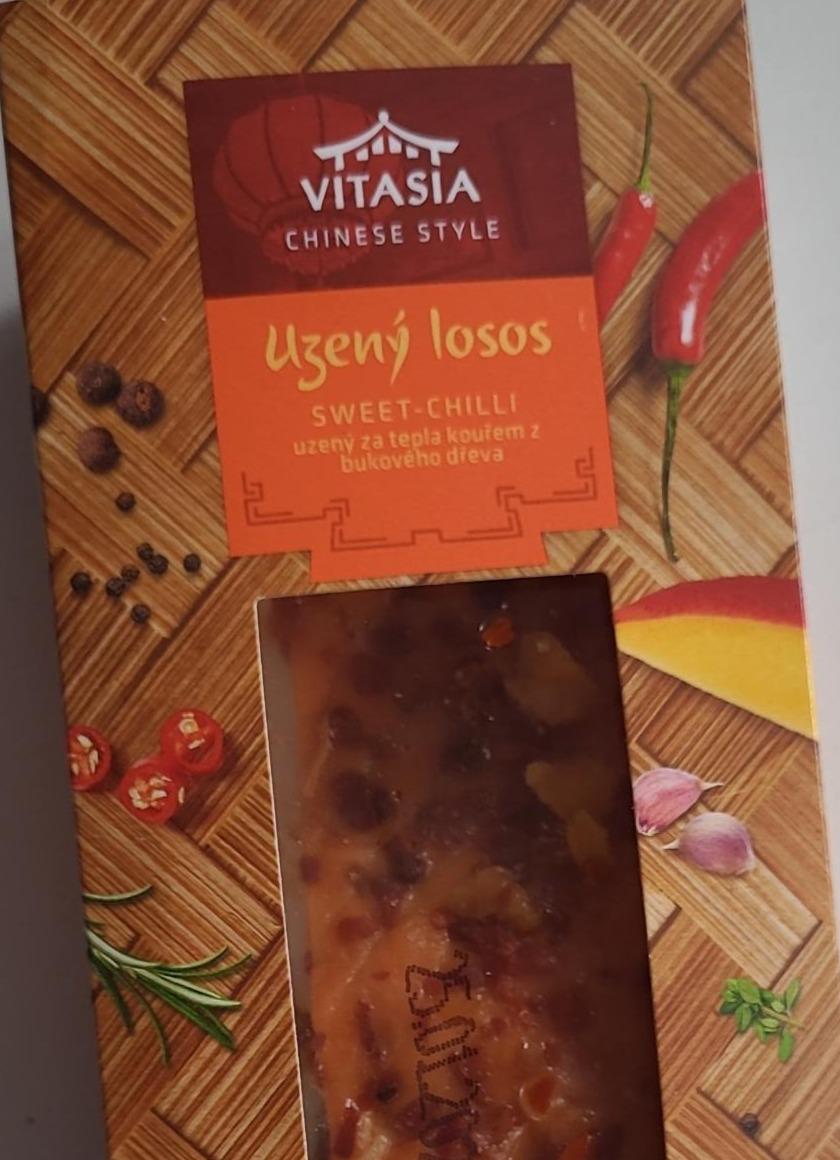 VITASIA
CHINESE STYLE
Uzený losos
SWEET-CHILLI
uzený za tepla kouřem z
bukového dřeva